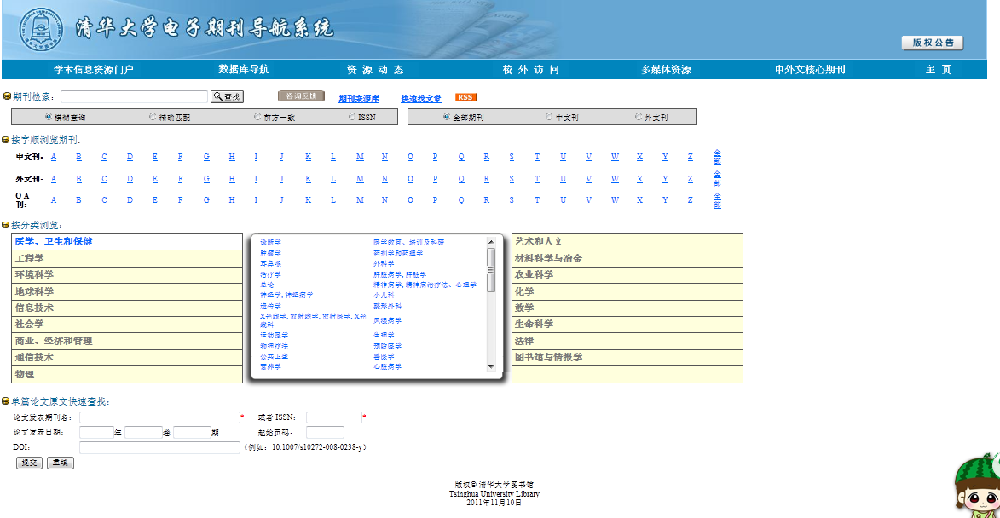 清华大学电子期刊导航系统
版权公告
学术信息资源门户 数据库导航 资源动态 校外访问 多媒体资源 中外文核心期刊 主页
期刊检索: 查找 咨询反馈 期刊来源库 快速找文章 RSS
模糊查询 精确匹配 前方一致 ISSN 全部期刊 中文刊 外文刊
按字顺浏览期刊:
中文刊: A B C D E F G H I J K L M N O P Q R S T U V W X Y Z 全部
外文刊: A B C D E F G H I J K L M N O P Q R S T U V W X Y Z 全部
O A 刊: A B C D E F G H I J K L M N O P Q R S T U V W X Y Z 全部
按分类浏览:
医学、卫生和保健
工程学
环境科学
地球科学
信息技术
社会学
商业、经济和管理
通信技术
物理
诊断学 医学教育、培训及科研
肿瘤学 药剂学和药理学
耳鼻喉 外科学
治疗学 肝脏病学,肝脏学
总论 精神病学,精神病治疗法、心理学
神经学,神经病学 小儿科
遗传学 整形外科
X光线学,放射线学,放射医学,X光线科 风湿病学
运动医学 生理学
物理疗法 预防医学
公共卫生 兽医学
营养学 心脏病学
艺术和人文
材料科学与冶金
农业科学
化学
数学
生命科学
法律
图书馆与情报学
单篇论文原文快速查找:
论文发表期刊名: * 或者 ISSN: *
论文发表日期: 年 卷 期 起始页码:
DOI: (例如: 10.1007/s10272-008-0238-y)
提交 重填
版权© 清华大学图书馆
Tsinghua University Library
2011年11月10日